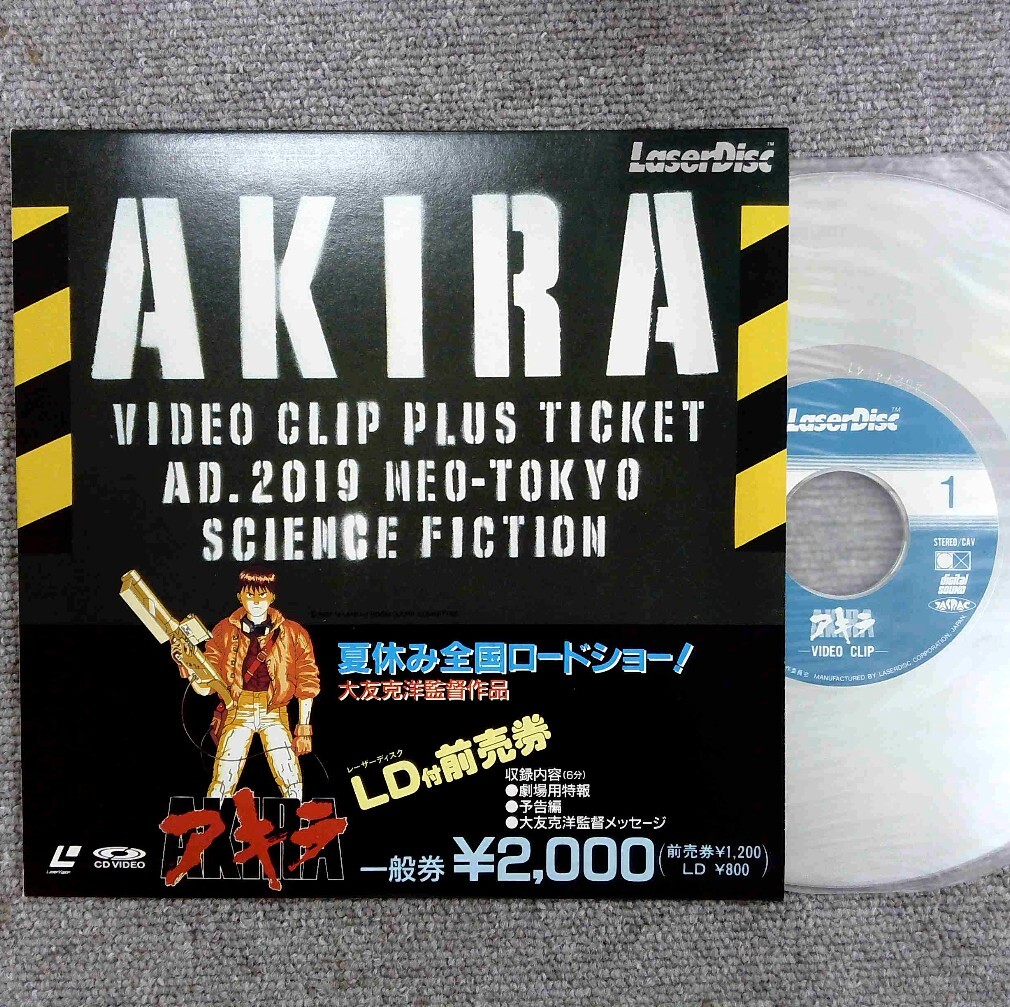 LaserDisc™
AKIRA
VIDEO CLIP PLUS TICKET
AD.2019 NEO-TOKYO
SCIENCE FICTION
夏休み全国ロードショー!
大友克洋監督作品
レーザーディスク
LD付前売券
収録内容(6分)
●劇場用特報
●予告編
●大友克洋監督メッセージ
一般券 ¥2,000 (前売券¥1,200
LD ¥800)
AKIRA
アキラ
LaserVision
CD VIDEO
LaserDisc™
1
STEREO/CAV
digital
SOUND
JASRAC
AKIRA
アキラ
VIDEO CLIP
MANUFACTURED BY LASERDISC CORPORATION, JAPAN